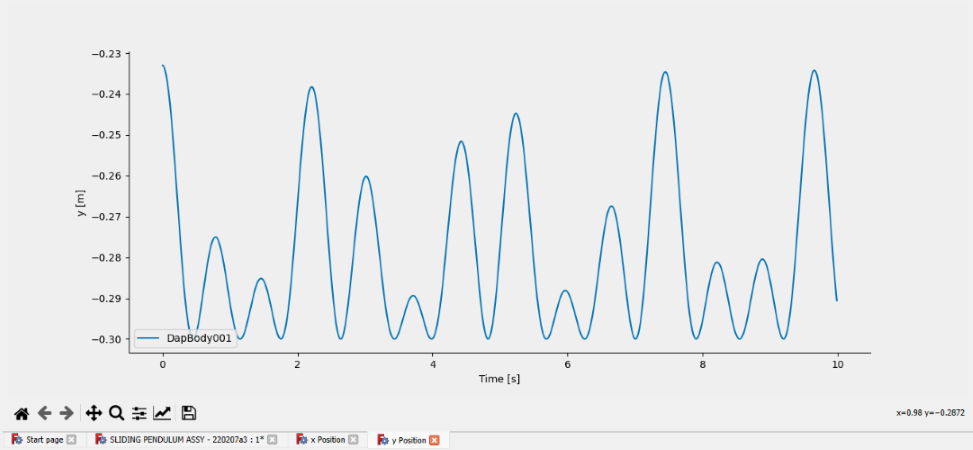 −0.23
−0.24
−0.25
−0.26
−0.27
−0.28
−0.29
−0.30
y [m]
DapBody001
0 2 4 6 8 10
Time [s]
x=0.98 y=−0.2872
Start page SLIDING PENDULUM ASSY - 220207a3 : 1* x Position y Position